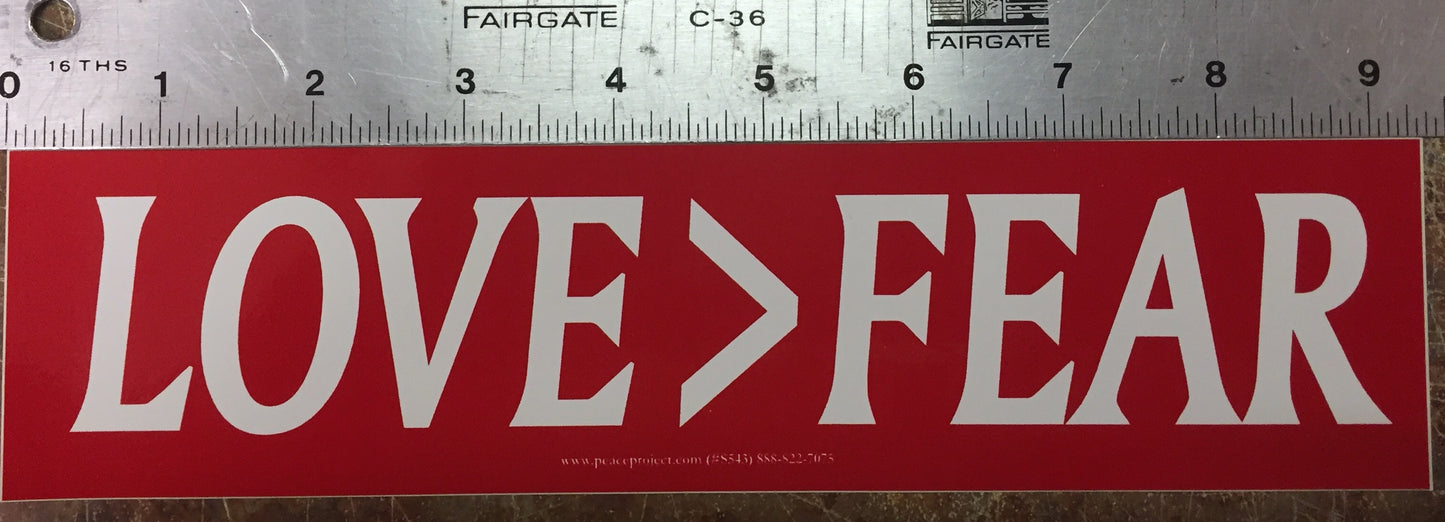 FAIRGATE C-36 FAIRGATE
16 THS
0 1 2 3 4 5 6 7 8 9
LOVE>FEAR
www.peaceproject.com (#S543) 888-822-7075